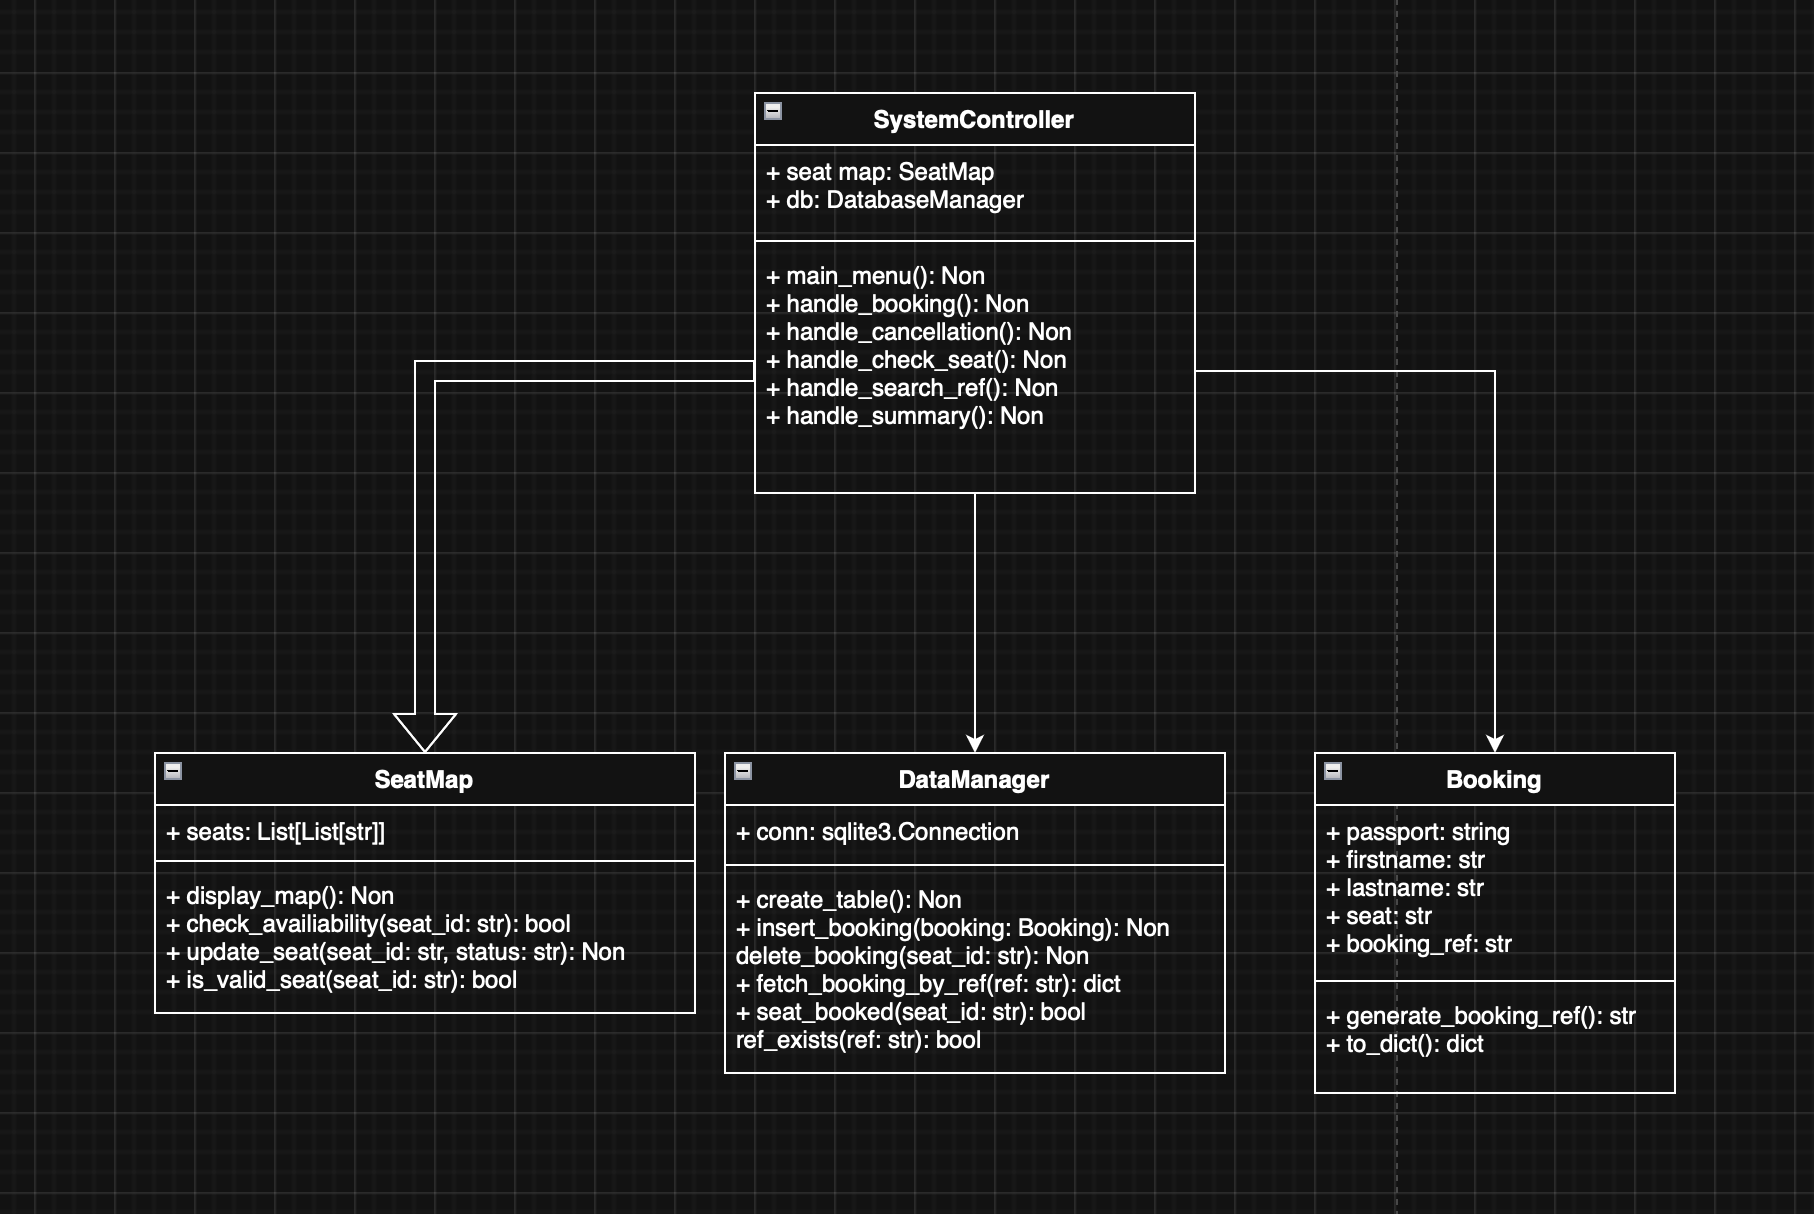 SystemController
+ seat map: SeatMap
+ db: DatabaseManager
+ main_menu(): Non
+ handle_booking(): Non
+ handle_cancellation(): Non
+ handle_check_seat(): Non
+ handle_search_ref(): Non
+ handle_summary(): Non
SeatMap
+ seats: List[List[str]]
+ display_map(): Non
+ check_availiability(seat_id: str): bool
+ update_seat(seat_id: str, status: str): Non
+ is_valid_seat(seat_id: str): bool
DataManager
+ conn: sqlite3.Connection
+ create_table(): Non
+ insert_booking(booking: Booking): Non
delete_booking(seat_id: str): Non
+ fetch_booking_by_ref(ref: str): dict
+ seat_booked(seat_id: str): bool
ref_exists(ref: str): bool
Booking
+ passport: string
+ firstname: str
+ lastname: str
+ seat: str
+ booking_ref: str
+ generate_booking_ref(): str
+ to_dict(): dict